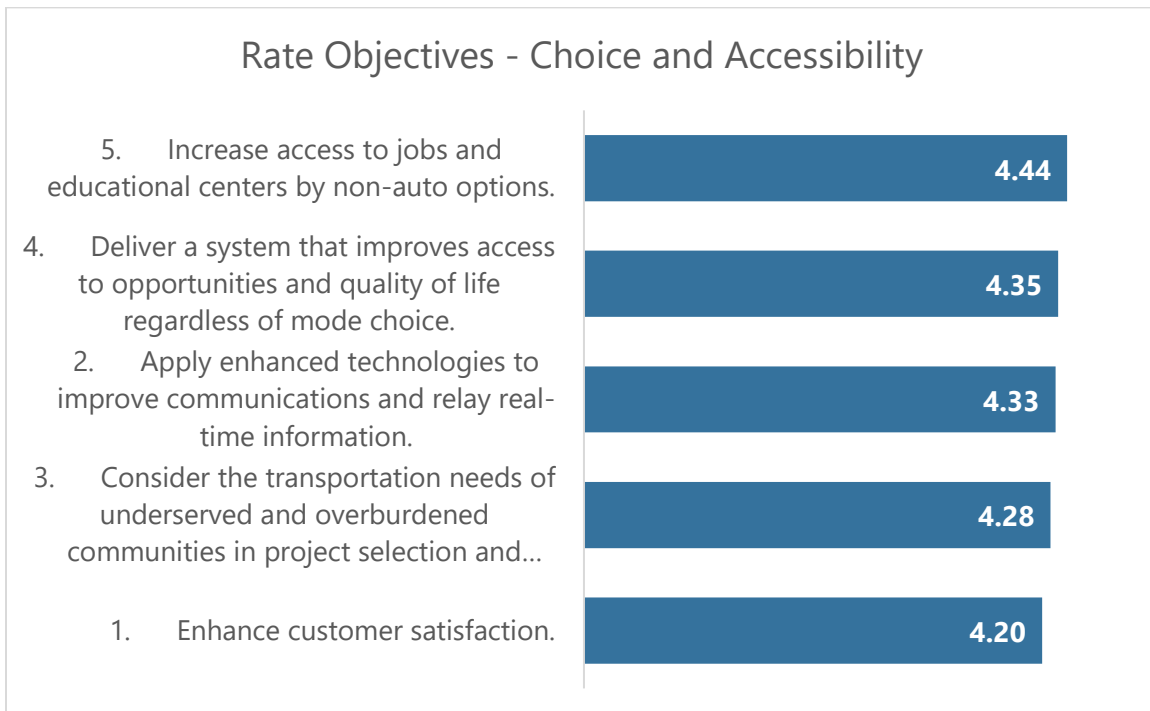 Rate Objectives - Choice and Accessibility
5. Increase access to jobs and
educational centers by non-auto options.
4.44
4. Deliver a system that improves access
to opportunities and quality of life
regardless of mode choice.
4.35
2. Apply enhanced technologies to
improve communications and relay real-
time information.
4.33
3. Consider the transportation needs of
underserved and overburdened
communities in project selection and...
4.28
1. Enhance customer satisfaction.
4.20